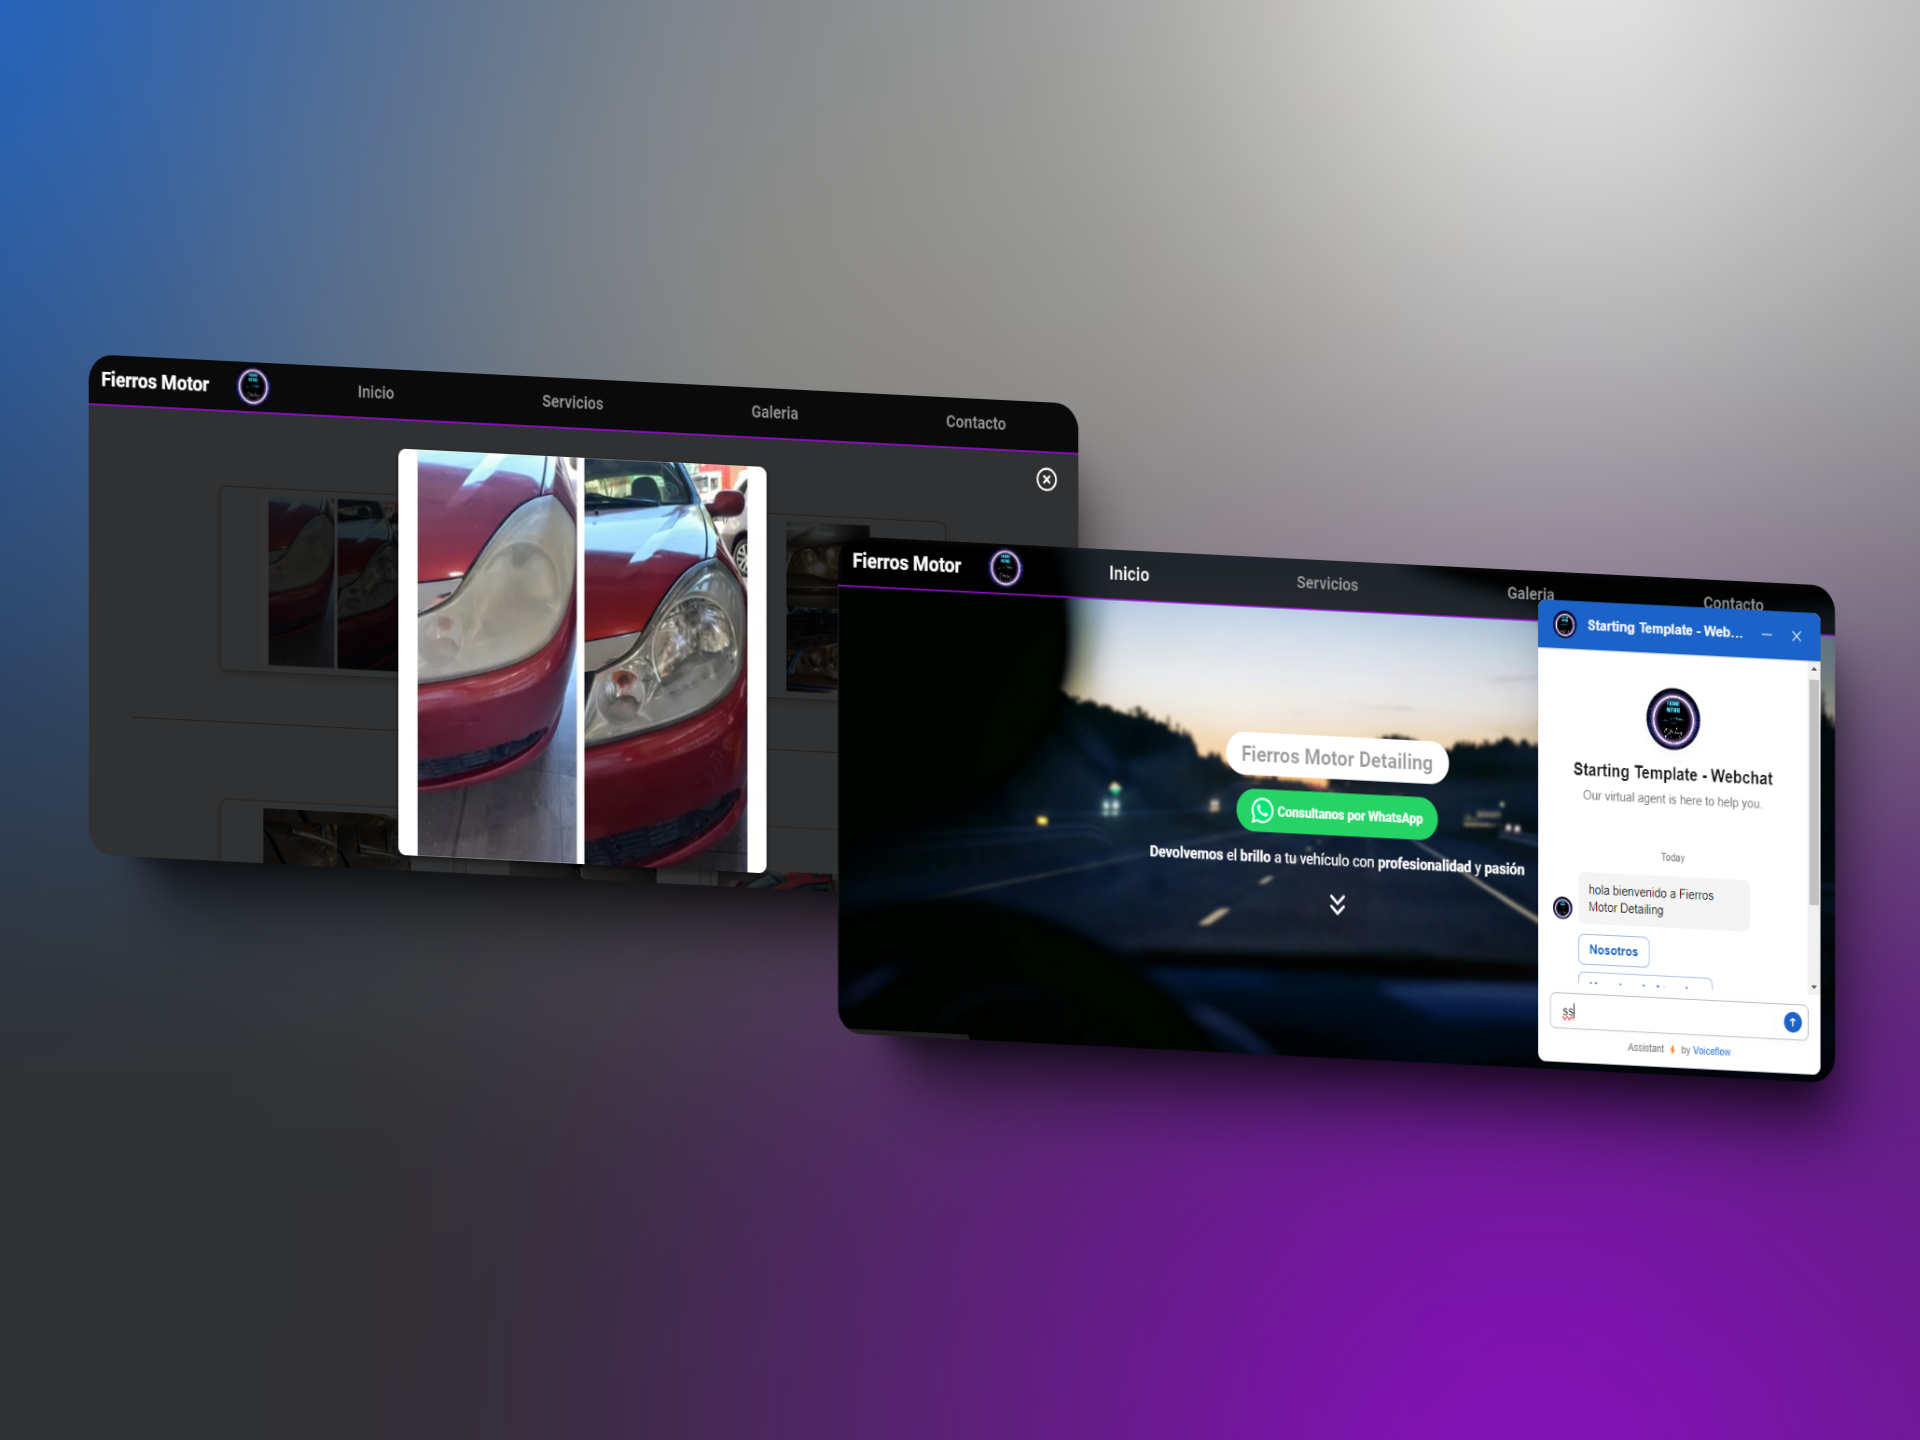 Fierros Motor
Inicio
Servicios
Galeria
Contacto
Fierros Motor
Inicio
Servicios
Galeria
Contacto
Fierros Motor Detailing
Consultanos por WhatsApp
Devolvemos el brillo a tu vehículo con profesionalidad y pasión
Starting Template - Web...
Starting Template - Webchat
Our virtual agent is here to help you.
Today
hola bienvenido a Fierros
Motor Detailing
Nosotros
ss
Assistant by Voiceflow